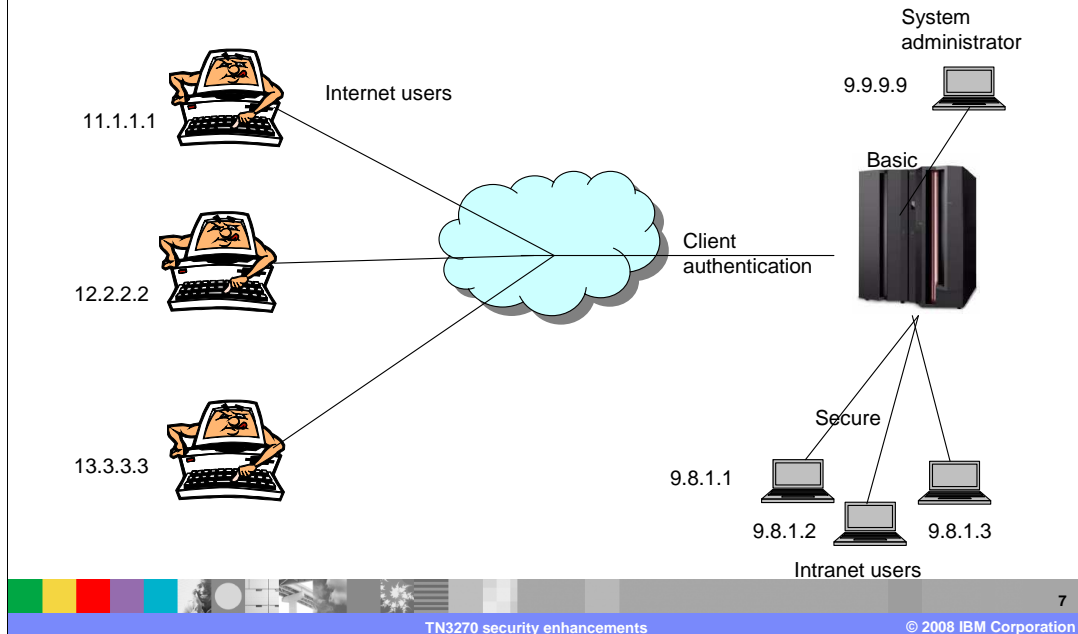 System
administrator
9.9.9.9
Internet users
11.1.1.1
Basic
Client
authentication
12.2.2.2
Secure
13.3.3.3
9.8.1.1
9.8.1.2
9.8.1.3
Intranet users
7
TN3270 security enhancements
© 2008 IBM Corporation